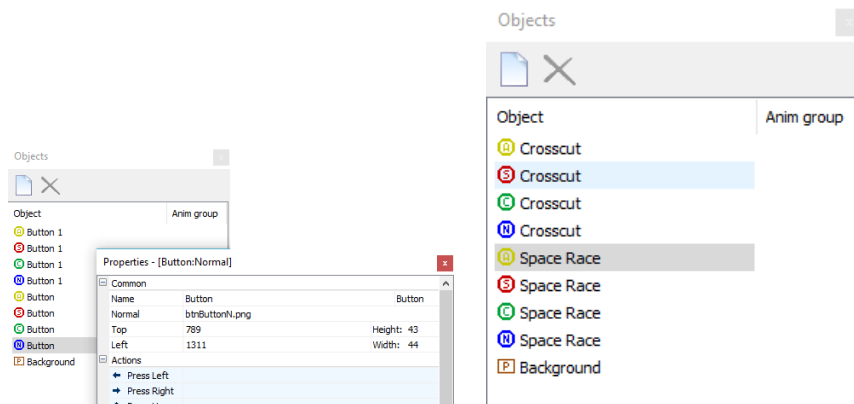 Objects
Object Anim group
A Button 1
S Button 1
C Button 1
N Button 1
A Button
S Button
C Button
N Button
P Background
Properties - [Button:Normal] x
Common
Name Button Button
Normal btnButtonN.png
Top 789 Height: 43
Left 1311 Width: 44
Actions
Press Left
Press Right
Objects x
Object Anim group
A Crosscut
S Crosscut
C Crosscut
N Crosscut
A Space Race
S Space Race
C Space Race
N Space Race
P Background